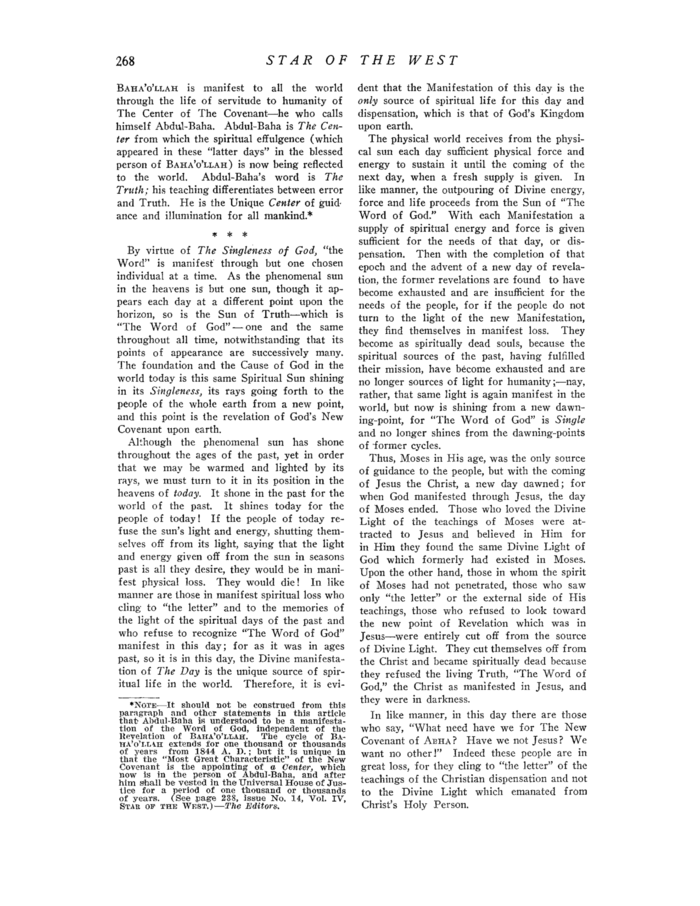 268
STAR OF THE WEST
BAHA'O'LLAH is manifest to all the world
through the life of servitude to humanity of
The Center of The Covenant—he who calls
himself Abdul-Baha. Abdul-Baha is The Cen-
ter from which the spiritual effulgence (which
appeared in these "latter days" in the blessed
person of BAHA'O'LLAH) is now being reflected
to the world. Abdul-Baha's word is The
Truth; his teaching differentiates between error
and Truth. He is the Unique Center of guid-
ance and illumination for all mankind.*
* * *
By virtue of The Singleness of God, "the
Word" is manifest through but one chosen
individual at a time. As the phenomenal sun
in the heavens is but one sun, though it ap-
pears each day at a different point upon the
horizon, so is the Sun of Truth—which is
"The Word of God"—one and the same
throughout all time, notwithstanding that its
points of appearance are successively many.
The foundation and the Cause of God in the
world today is this same Spiritual Sun shining
in its Singleness, its rays going forth to the
people of the whole earth from a new point,
and this point is the revelation of God's New
Covenant upon earth.
Although the phenomenal sun has shone
throughout the ages of the past, yet in order
that we may be warmed and lighted by its
rays, we must turn to it in its position in the
heavens of today. It shone in the past for the
world of the past. It shines today for the
people of today! If the people of today re-
fuse the sun's light and energy, shutting them-
selves off from its light, saying that the light
and energy given off from the sun in seasons
past is all they desire, they would be in mani-
fest physical loss. They would die! In like
manner are those in manifest spiritual loss who
cling to "the letter" and to the memories of
the light of the spiritual days of the past and
who refuse to recognize "The Word of God"
manifest in this day; for as it was in ages
past, so it is in this day, the Divine manifesta-
tion of The Day is the unique source of spir-
itual life in the world. Therefore, it is evi-
*NOTE—It should not be construed from this
paragraph and other statements in this article
that Abdul-Baha is understood to be a manifesta-
tion of the Word of God, independent of the
Revelation of BAHA'O'LLAH. The cycle of BA-
HA'O'LLAH extends for one thousand or thousands
of years from 1844 A. D.; but it is unique in
that the "Most Great Characteristic" of the New
Covenant is the appointing of a Center, which
now is in the person of Abdul-Baha, and after
him shall be vested in the Universal House of Jus-
tice for a period of one thousand or thousands
of years. (See page 238, issue No. 14, Vol. IV,
STAR OF THE WEST.)—The Editors.
dent that the Manifestation of this day is the
only source of spiritual life for this day and
dispensation, which is that of God's Kingdom
upon earth.
The physical world receives from the physi-
cal sun each day sufficient physical force and
energy to sustain it until the coming of the
next day, when a fresh supply is given. In
like manner, the outpouring of Divine energy,
force and life proceeds from the Sun of "The
Word of God." With each Manifestation a
supply of spiritual energy and force is given
sufficient for the needs of that day, or dis-
pensation. Then with the completion of that
epoch and the advent of a new day of revela-
tion, the former revelations are found to have
become exhausted and are insufficient for the
needs of the people, for if the people do not
turn to the light of the new Manifestation,
they find themselves in manifest loss. They
become as spiritually dead souls, because the
spiritual sources of the past, having fulfilled
their mission, have become exhausted and are
no longer sources of light for humanity;—nay,
rather, that same light is again manifest in the
world, but now is shining from a new dawn-
ing-point, for "The Word of God" is Single
and no longer shines from the dawning-points
of former cycles.
Thus, Moses in His age, was the only source
of guidance to the people, but with the coming
of Jesus the Christ, a new day dawned; for
when God manifested through Jesus, the day
of Moses ended. Those who loved the Divine
Light of the teachings of Moses were at-
tracted to Jesus and believed in Him for
in Him they found the same Divine Light of
God which formerly had existed in Moses.
Upon the other hand, those in whom the spirit
of Moses had not penetrated, those who saw
only "the letter" or the external side of His
teachings, those who refused to look toward
the new point of Revelation which was in
Jesus—were entirely cut off from the source
of Divine Light. They cut themselves off from
the Christ and became spiritually dead because
they refused the living Truth, "The Word of
God," the Christ as manifested in Jesus, and
they were in darkness.
In like manner, in this day there are those
who say, "What need have we for The New
Covenant of ABHA? Have we not Jesus? We
want no other!" Indeed these people are in
great loss, for they cling to "the letter" of the
teachings of the Christian dispensation and not
to the Divine Light which emanated from
Christ's Holy Person.